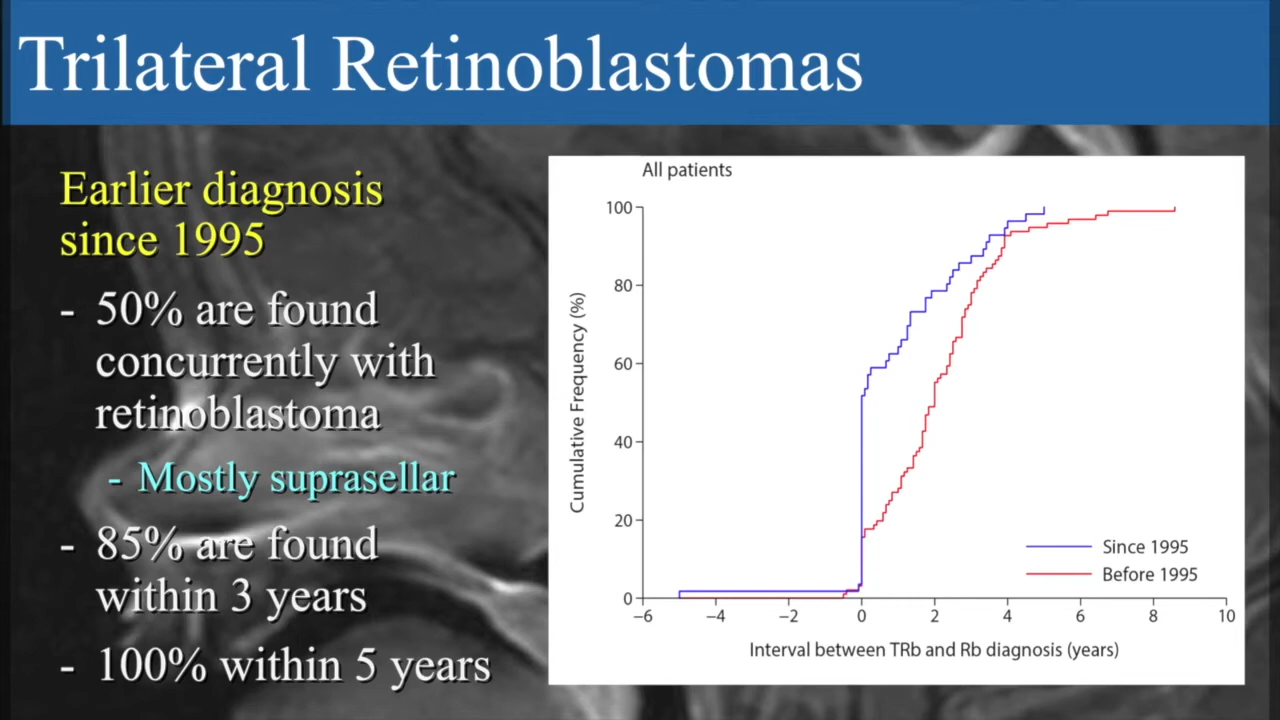 Trilateral Retinoblastomas
Earlier diagnosis
since 1995
- 50% are found
concurrently with
retinoblastoma
- Mostly suprasellar
- 85% are found
within 3 years
- 100% within 5 years
All patients
100
80
60
40
20
0
Cumulative Frequency (%)
Since 1995
Before 1995
−6 −4 −2 0 2 4 6 8 10
Interval between TRb and Rb diagnosis (years)